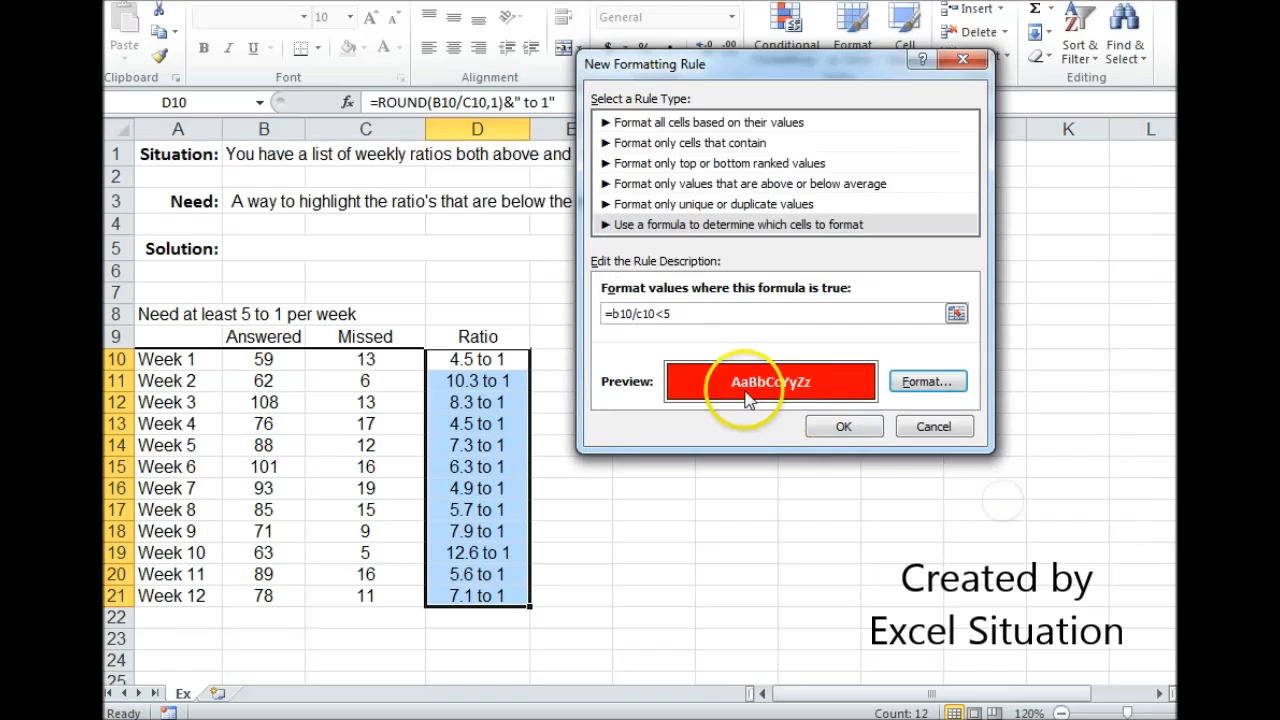 Paste
Clipboard
10
B I U A
Font
Alignment
General
$ %
Conditional
Format
Cell
Insert
Delete
Σ
Sort & Filter
Find & Select
Editing
D10
fx
=ROUND(B10/C10,1)&" to 1"
A B C D E K L
1 Situation: You have a list of weekly ratios both above and
2
3 Need: A way to highlight the ratio's that are below the
4
5 Solution:
6
7
8 Need at least 5 to 1 per week
9 Answered Missed Ratio
10 Week 1 59 13 4.5 to 1
11 Week 2 62 6 10.3 to 1
12 Week 3 108 13 8.3 to 1
13 Week 4 76 17 4.5 to 1
14 Week 5 88 12 7.3 to 1
15 Week 6 101 16 6.3 to 1
16 Week 7 93 19 4.9 to 1
17 Week 8 85 15 5.7 to 1
18 Week 9 71 9 7.9 to 1
19 Week 10 63 5 12.6 to 1
20 Week 11 89 16 5.6 to 1
21 Week 12 78 11 7.1 to 1
22
23
24
25
New Formatting Rule
Select a Rule Type:
► Format all cells based on their values
► Format only cells that contain
► Format only top or bottom ranked values
► Format only values that are above or below average
► Format only unique or duplicate values
► Use a formula to determine which cells to format
Edit the Rule Description:
Format values where this formula is true:
=b10/c10<5
Preview:
AaBbCcYyZz
Format...
OK
Cancel
Created by
Excel Situation
Ex
Ready
Count: 12
120%